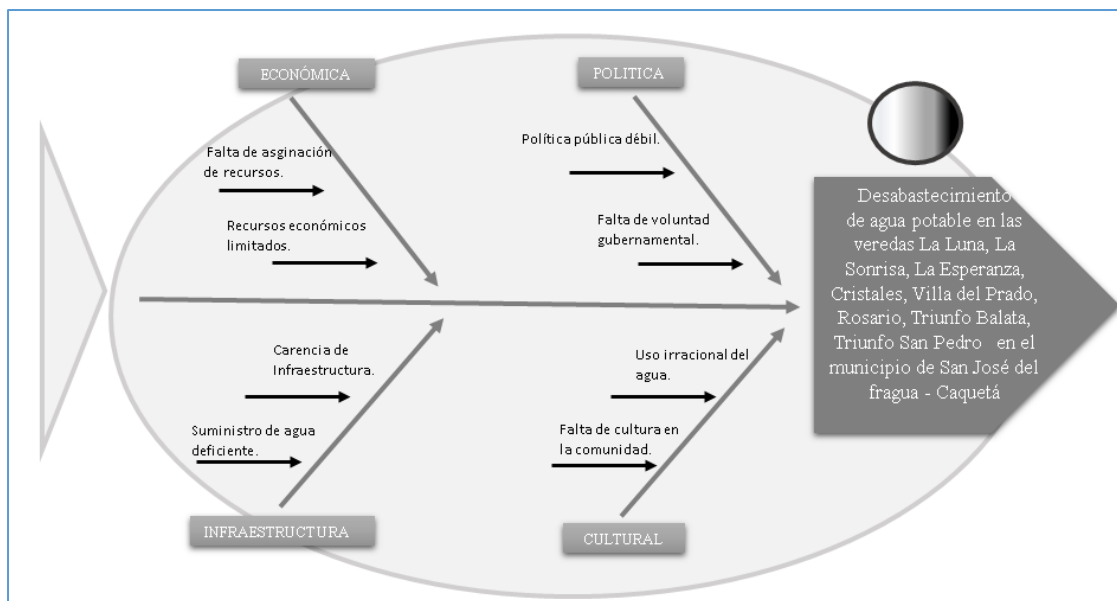 ECONÓMICA
POLITICA
Falta de asginación
de recursos.
Recursos económicos
limitados.
Política pública débil.
Falta de voluntad
gubernamental.
Desabastecimiento
de agua potable en las
veredas La Luna, La
Sonrisa, La Esperanza,
Cristales, Villa del Prado,
Rosario, Triunfo Balata,
Triunfo San Pedro en el
municipio de San José del
fragua - Caquetá
Carencia de
Infraestructura.
Suministro de agua
deficiente.
Uso irracional del
agua.
Falta de cultura en
la comunidad.
INFRAESTRUCTURA
CULTURAL